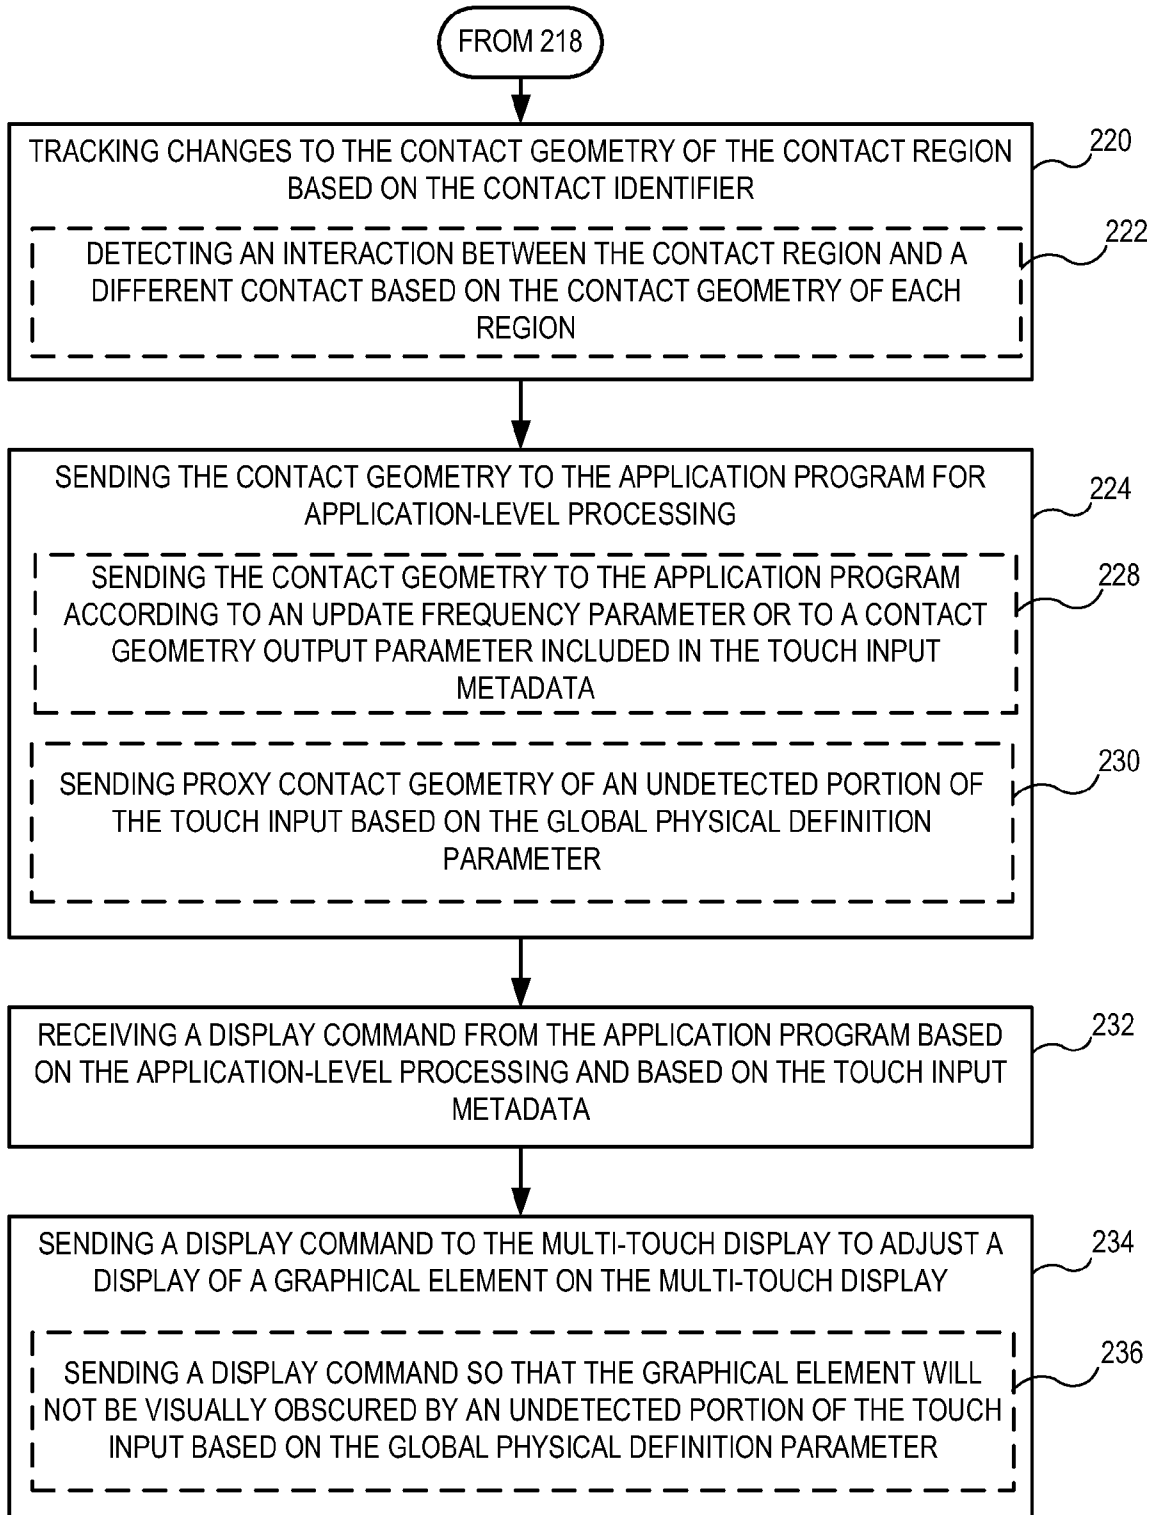 FROM 218
TRACKING CHANGES TO THE CONTACT GEOMETRY OF THE CONTACT REGION
BASED ON THE CONTACT IDENTIFIER
220
DETECTING AN INTERACTION BETWEEN THE CONTACT REGION AND A
DIFFERENT CONTACT BASED ON THE CONTACT GEOMETRY OF EACH
REGION
222
SENDING THE CONTACT GEOMETRY TO THE APPLICATION PROGRAM FOR
APPLICATION-LEVEL PROCESSING
224
SENDING THE CONTACT GEOMETRY TO THE APPLICATION PROGRAM
ACCORDING TO AN UPDATE FREQUENCY PARAMETER OR TO A CONTACT
GEOMETRY OUTPUT PARAMETER INCLUDED IN THE TOUCH INPUT
METADATA
228
SENDING PROXY CONTACT GEOMETRY OF AN UNDETECTED PORTION OF
THE TOUCH INPUT BASED ON THE GLOBAL PHYSICAL DEFINITION
PARAMETER
230
RECEIVING A DISPLAY COMMAND FROM THE APPLICATION PROGRAM BASED
ON THE APPLICATION-LEVEL PROCESSING AND BASED ON THE TOUCH INPUT
METADATA
232
SENDING A DISPLAY COMMAND TO THE MULTI-TOUCH DISPLAY TO ADJUST A
DISPLAY OF A GRAPHICAL ELEMENT ON THE MULTI-TOUCH DISPLAY
234
SENDING A DISPLAY COMMAND SO THAT THE GRAPHICAL ELEMENT WILL
NOT BE VISUALLY OBSCURED BY AN UNDETECTED PORTION OF THE TOUCH
INPUT BASED ON THE GLOBAL PHYSICAL DEFINITION PARAMETER
236